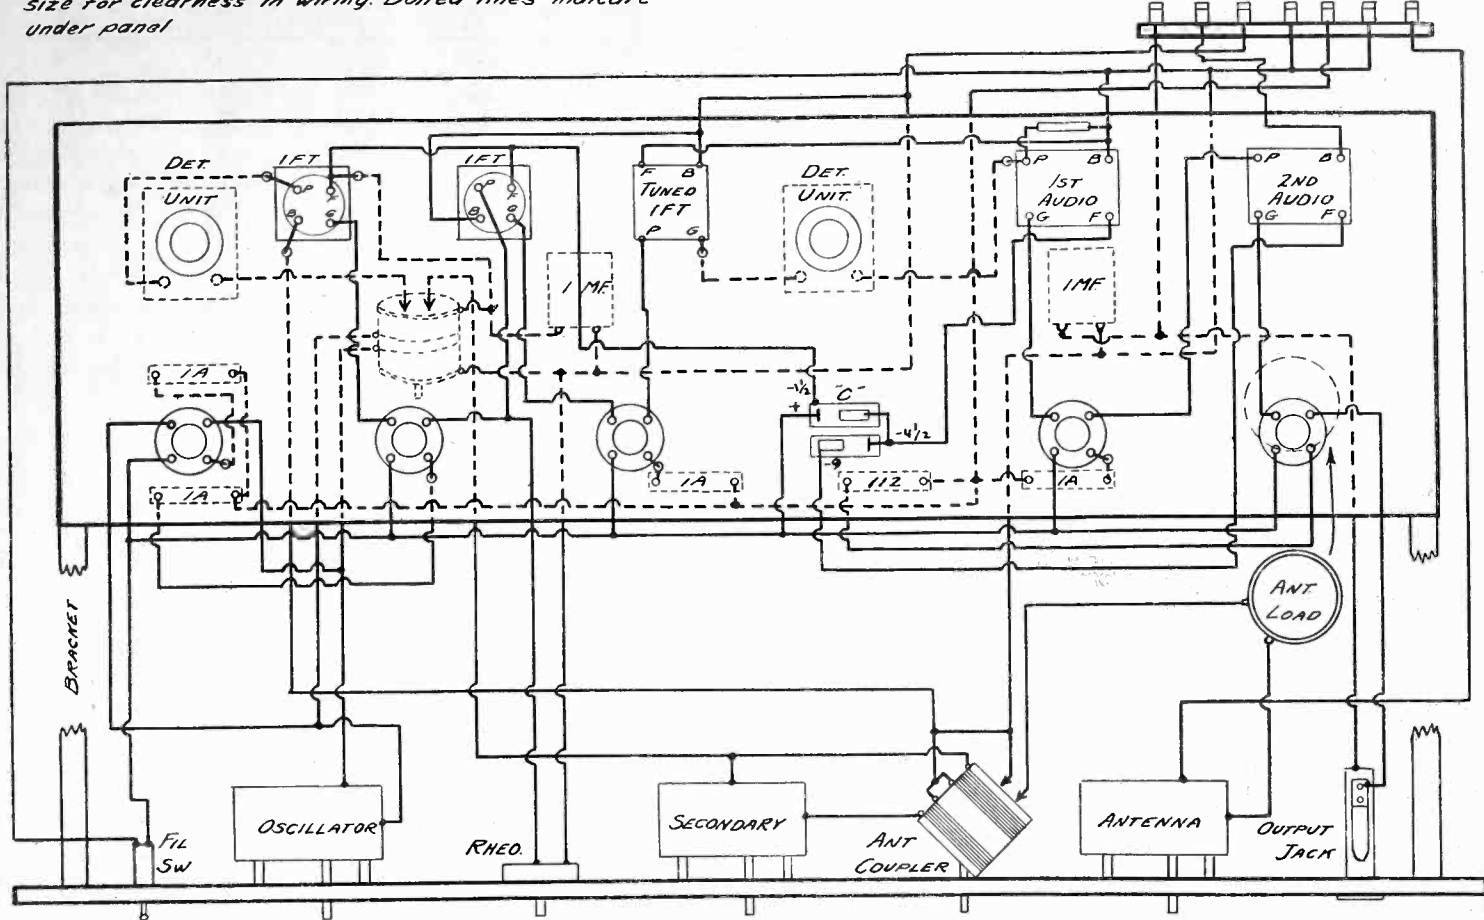 size for clearness in wiring. Dotted lines indicate
under panel
DET.
UNIT
IFT
P
F
B
G
IFT
P
F
B
G
F B
TUNED
IFT
P G
DET.
UNIT
P B
1ST
AUDIO
G F
P B
2ND
AUDIO
G F
1 MF.
1 MF.
1A
1A
1A
-1½
"C"
+
-4½
-9
112
1A
BRACKET
ANT
LOAD
FIL
SW
OSCILLATOR
RHEO.
SECONDARY
ANT
COUPLER
ANTENNA
OUTPUT
JACK